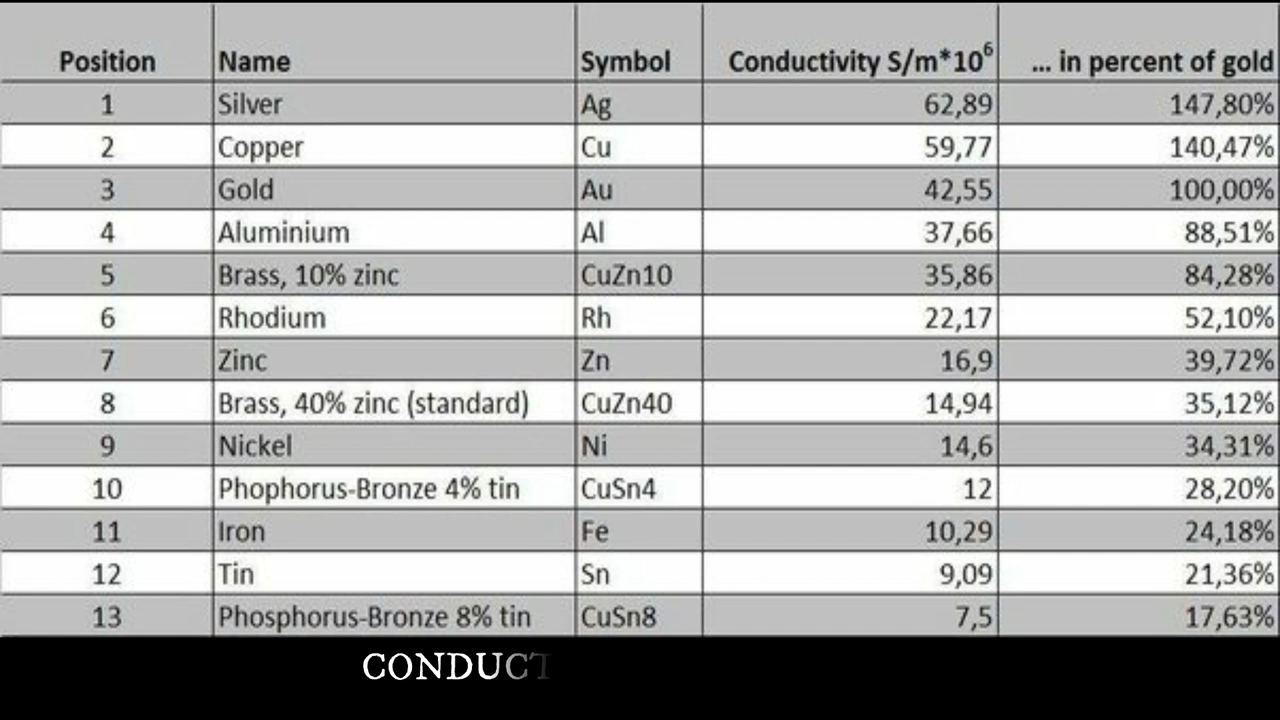 Position Name Symbol Conductivity S/m*10⁶ ... in percent of gold
1 Silver Ag 62,89 147,80%
2 Copper Cu 59,77 140,47%
3 Gold Au 42,55 100,00%
4 Aluminium Al 37,66 88,51%
5 Brass, 10% zinc CuZn10 35,86 84,28%
6 Rhodium Rh 22,17 52,10%
7 Zinc Zn 16,9 39,72%
8 Brass, 40% zinc (standard) CuZn40 14,94 35,12%
9 Nickel Ni 14,6 34,31%
10 Phophorus-Bronze 4% tin CuSn4 12 28,20%
11 Iron Fe 10,29 24,18%
12 Tin Sn 9,09 21,36%
13 Phosphorus-Bronze 8% tin CuSn8 7,5 17,63%
CONDUCT